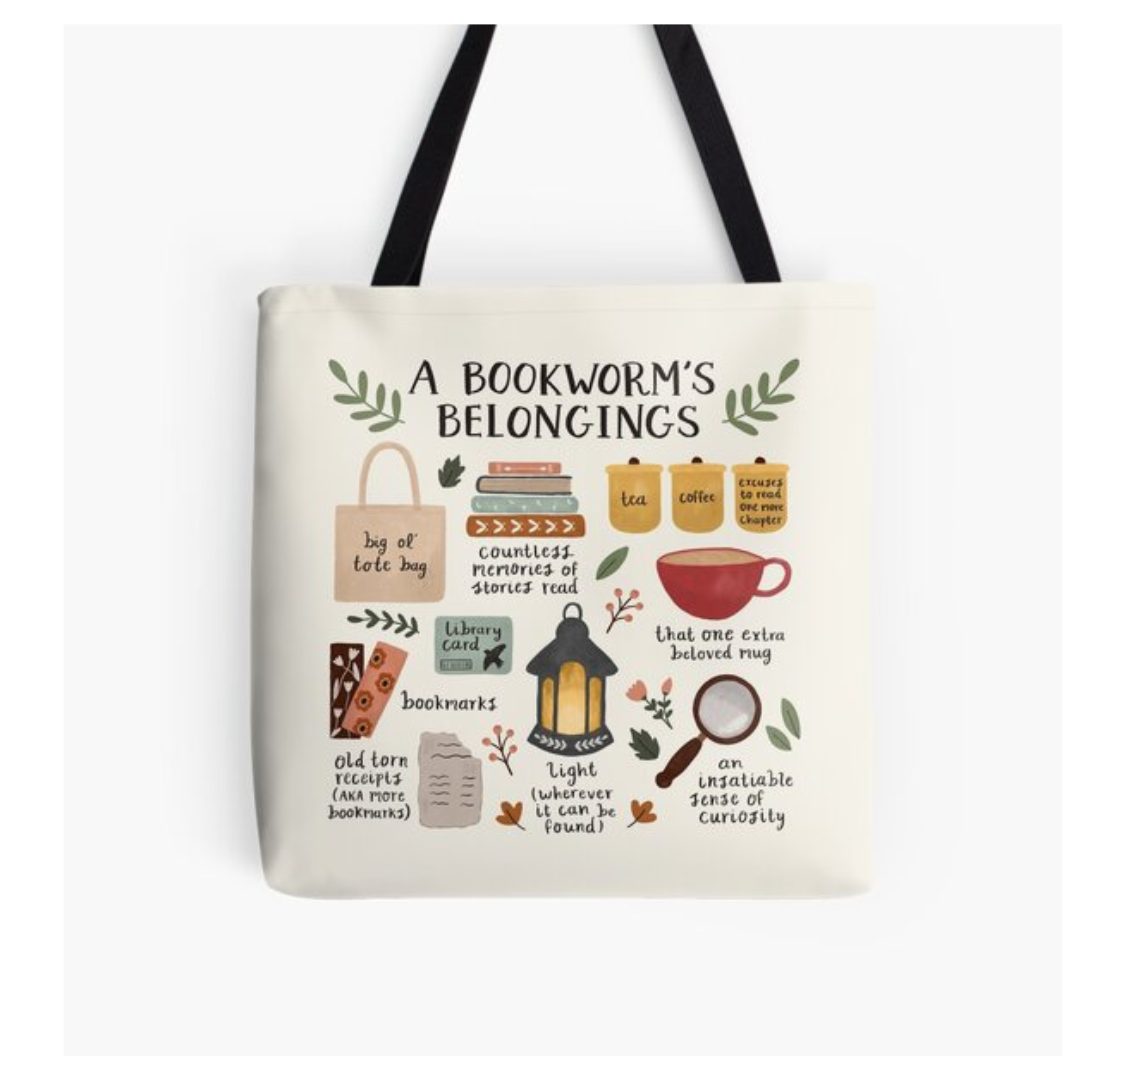 A BOOKWORM'S
BELONGINGS
big ol'
tote bag
countless
memories of
stories read
tea
coffee
excuses
to read
one more
chapter
that one extra
beloved mug
library
card
bookmarks
old torn
receipts
(AKA more
bookmarks)
light
(wherever
it can be
found)
an
insatiable
sense of
curiosity